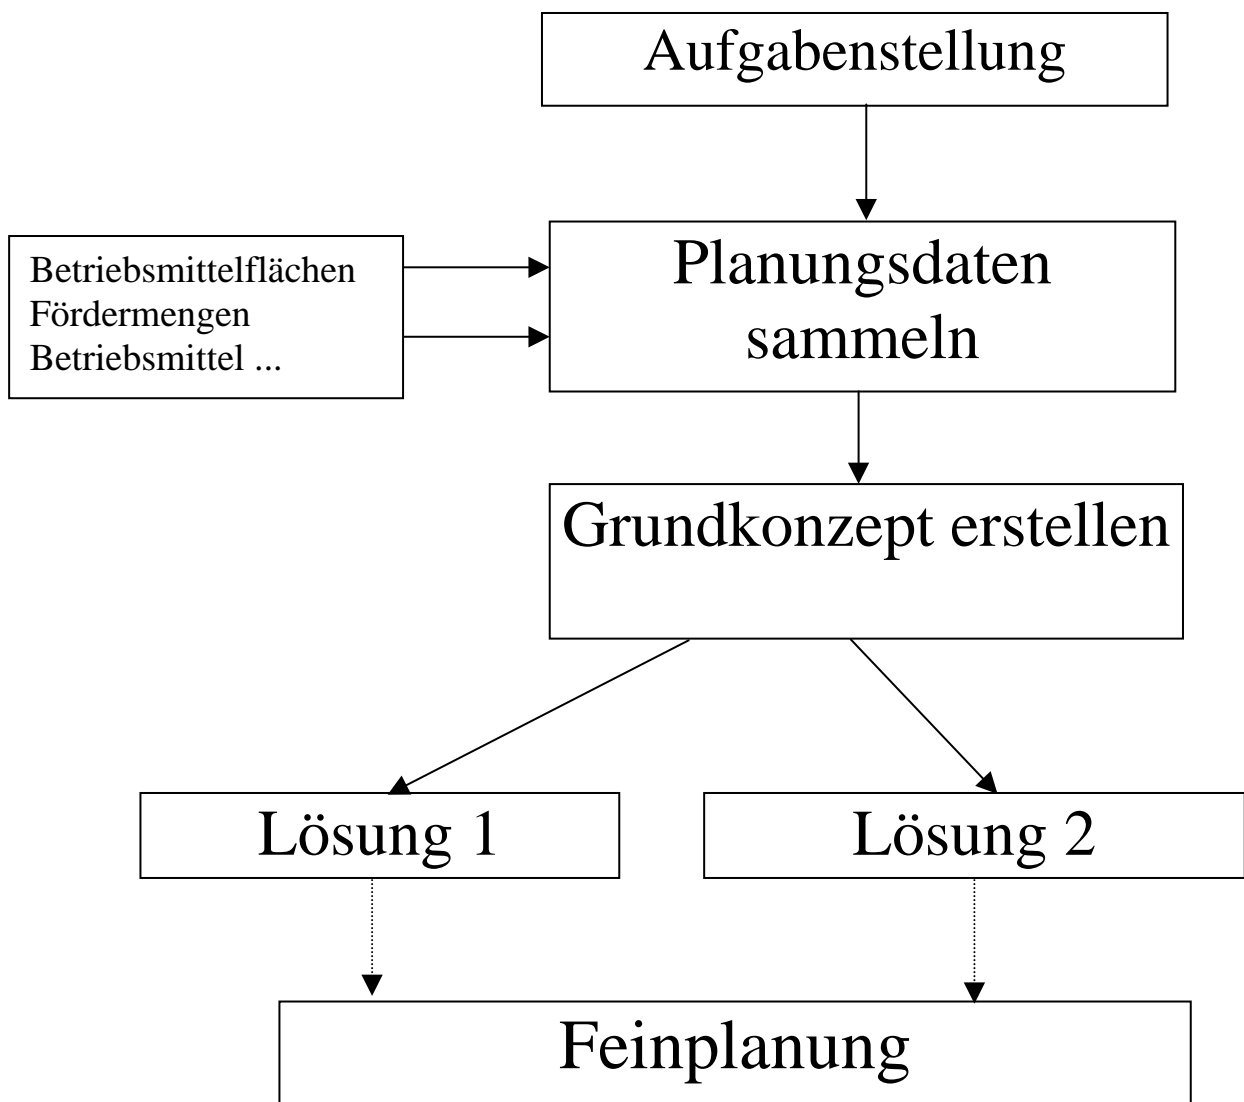 Aufgabenstellung
Betriebsmittelflächen
Fördermengen
Betriebsmittel ...
Planungsdaten
sammeln
Grundkonzept erstellen
Lösung 1
Lösung 2
Feinplanung